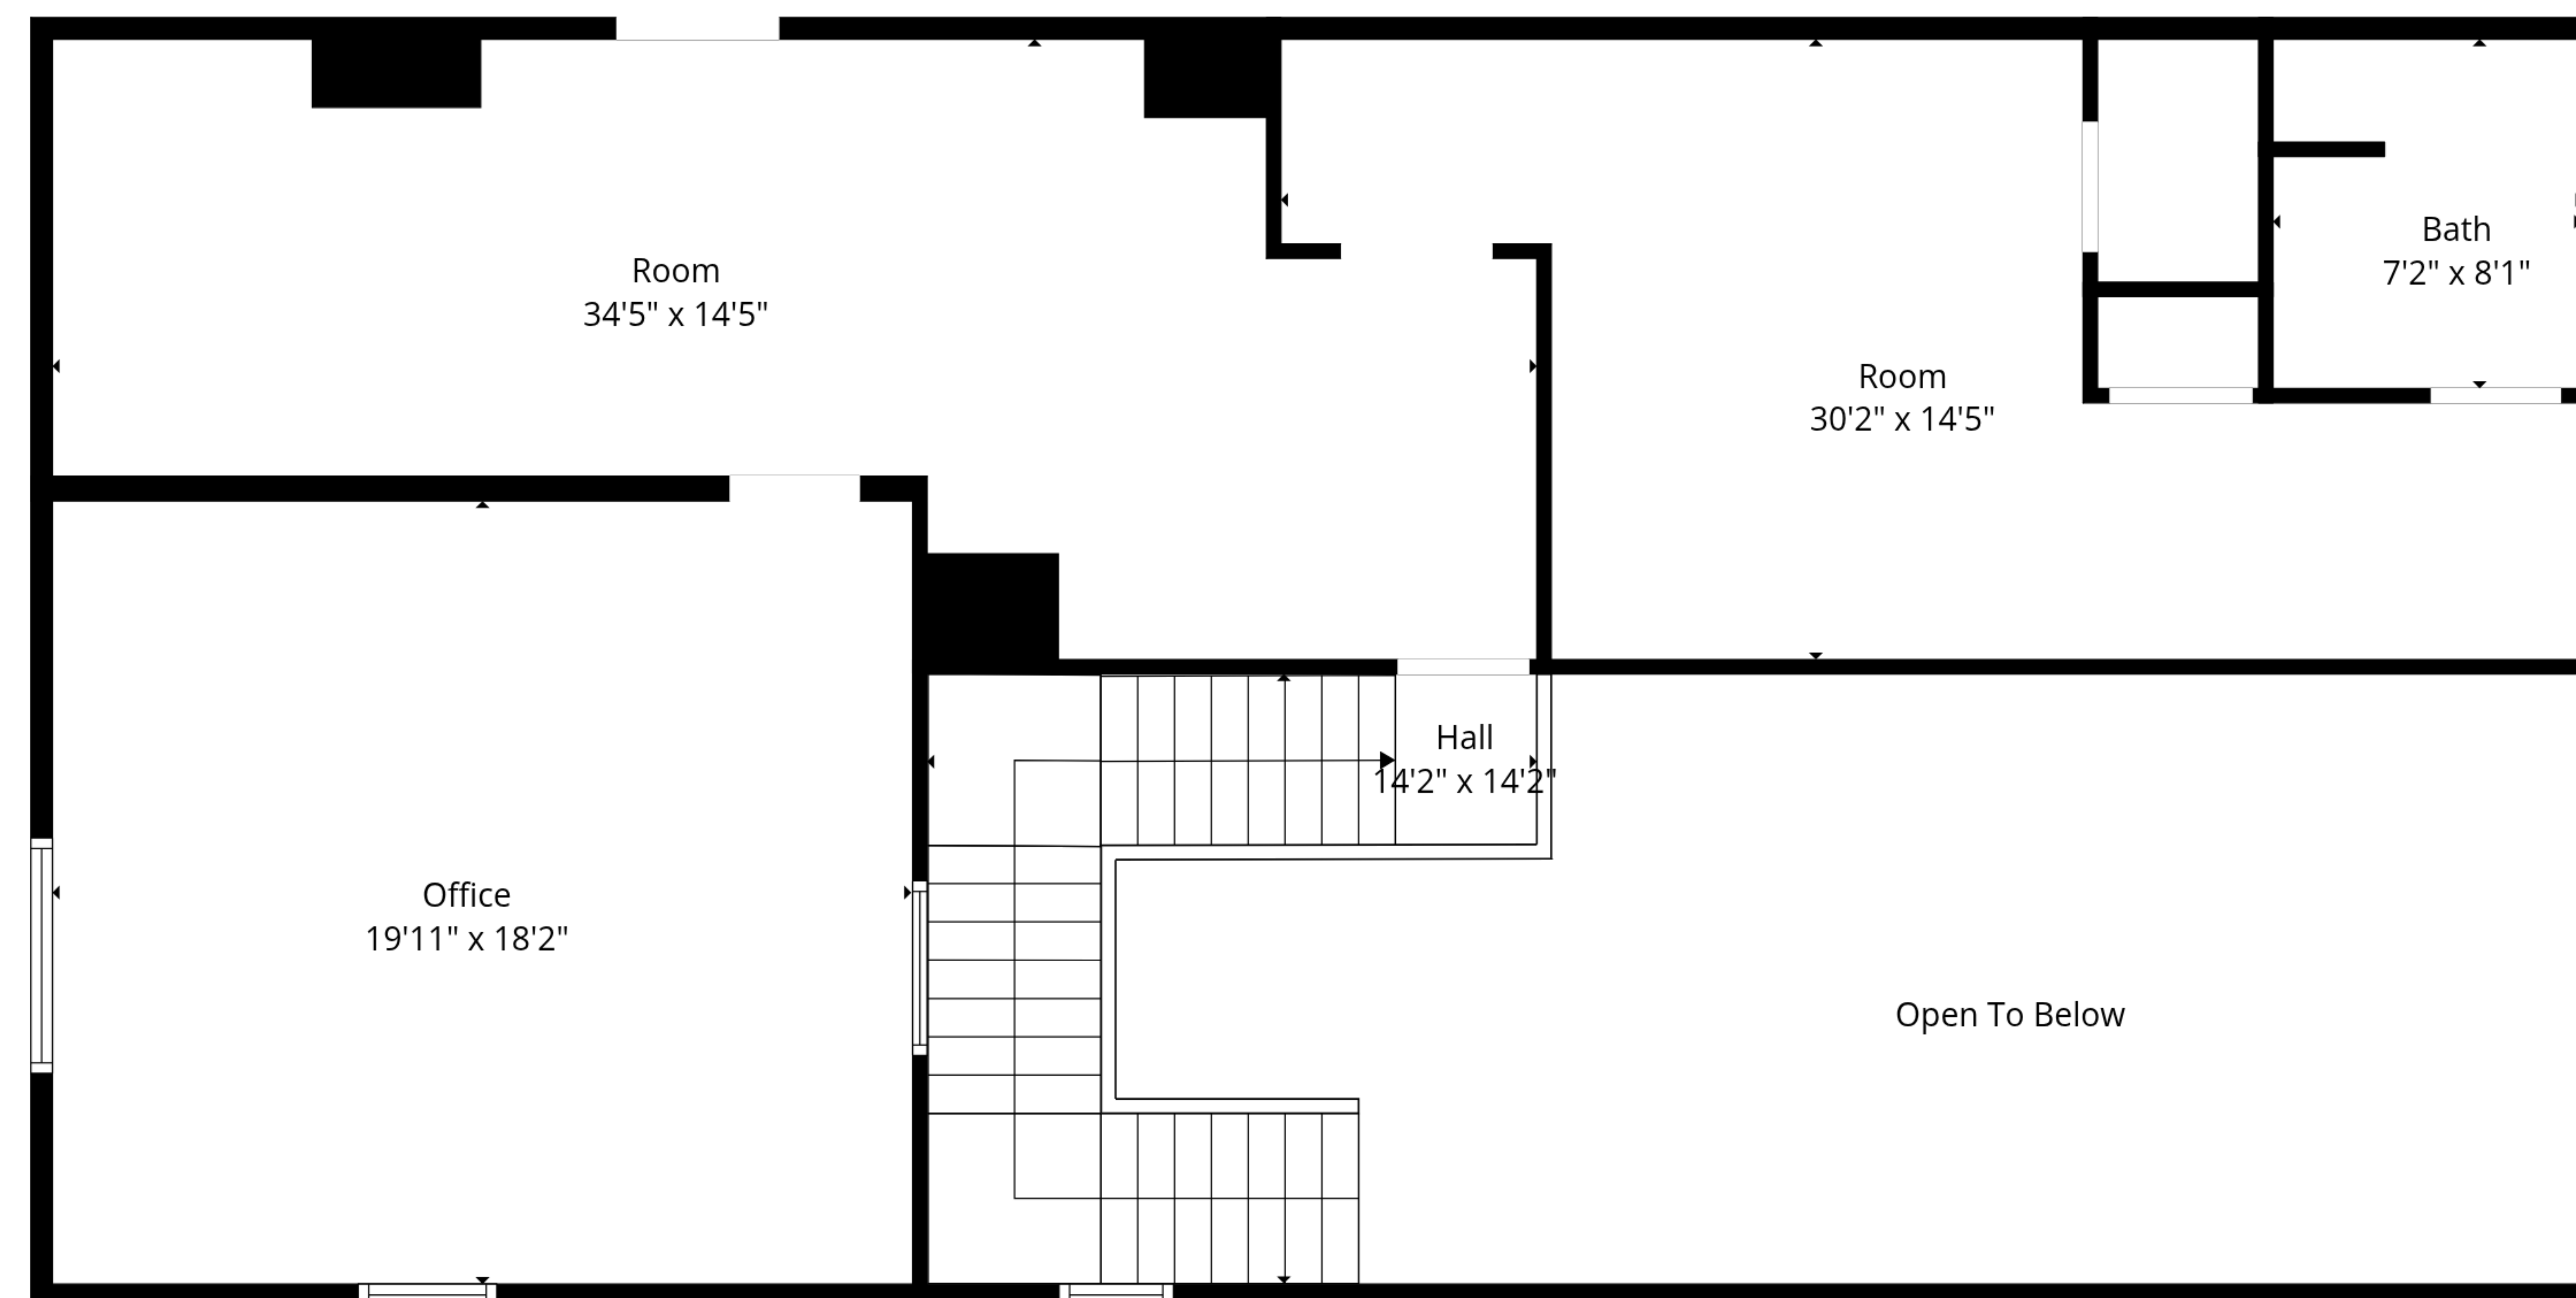 Room
34'5" x 14'5"
Room
30'2" x 14'5"
Bath
7'2" x 8'1"
Hall
14'2" x 14'2"
Office
19'11" x 18'2"
Open To Below